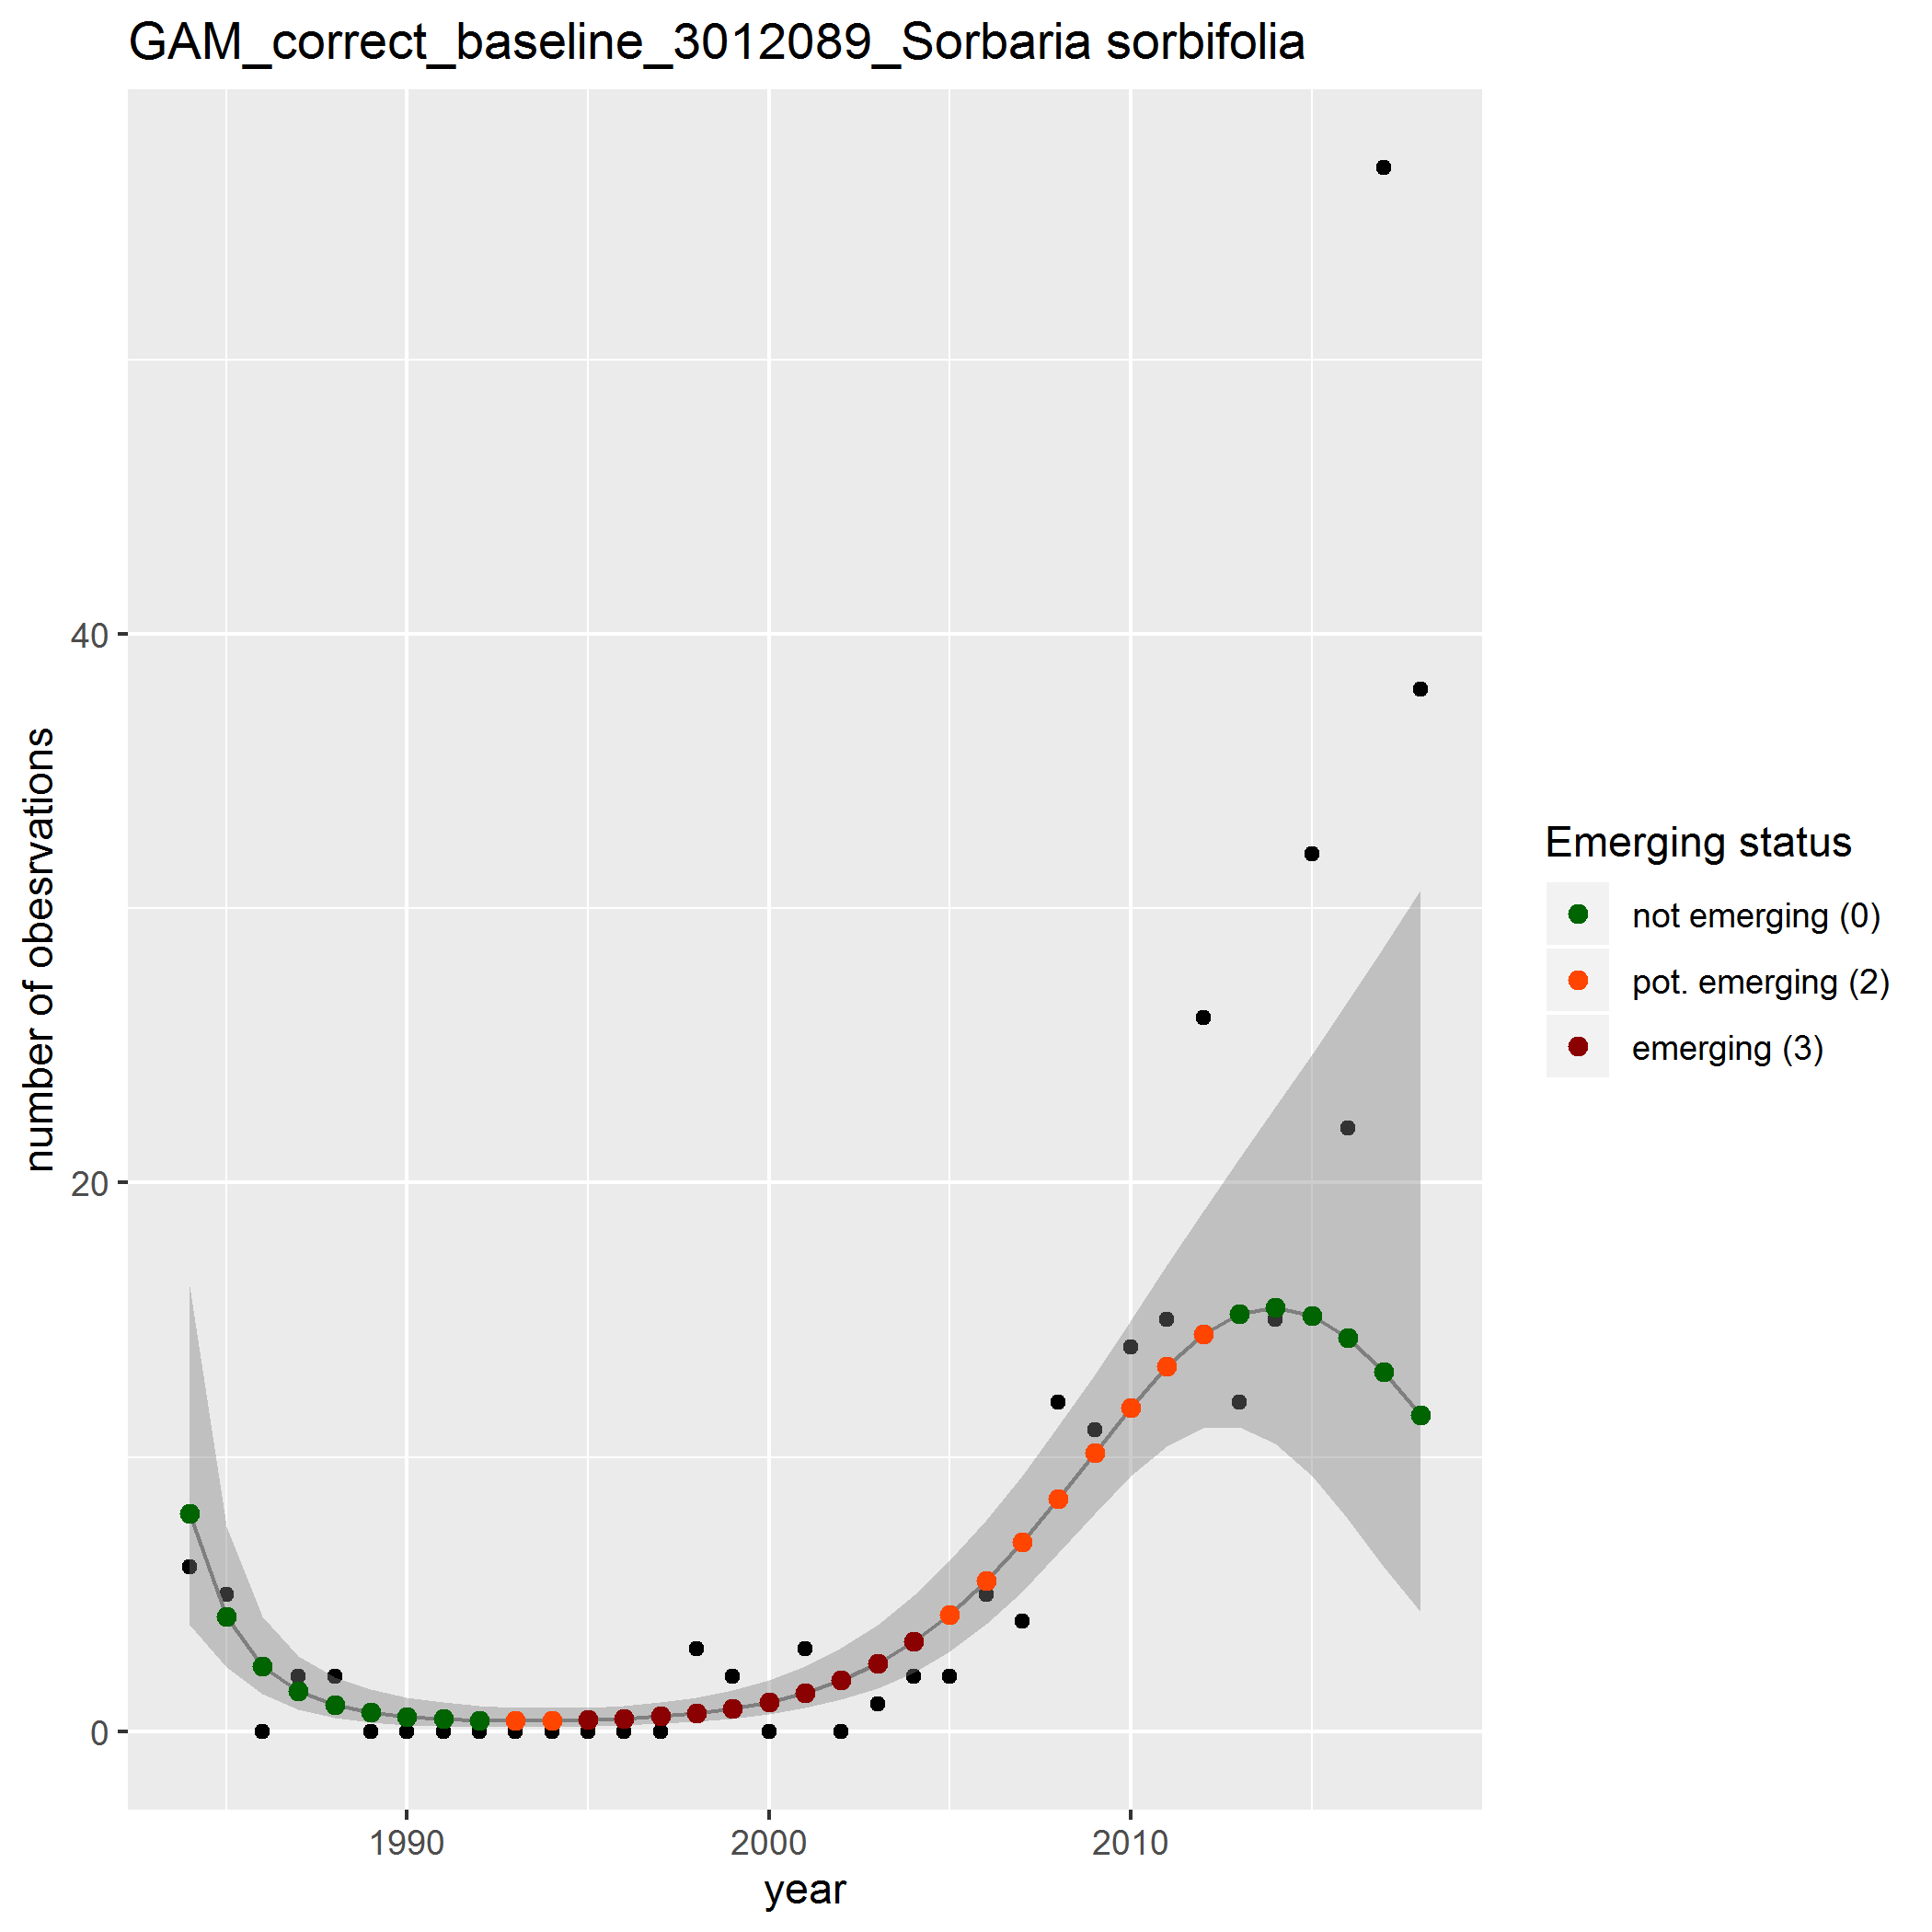 GAM_correct_baseline_3012089_Sorbaria sorbifolia
number of obesrvations
40
20
0
1990
2000
2010
year
Emerging status
not emerging (0)
pot. emerging (2)
emerging (3)